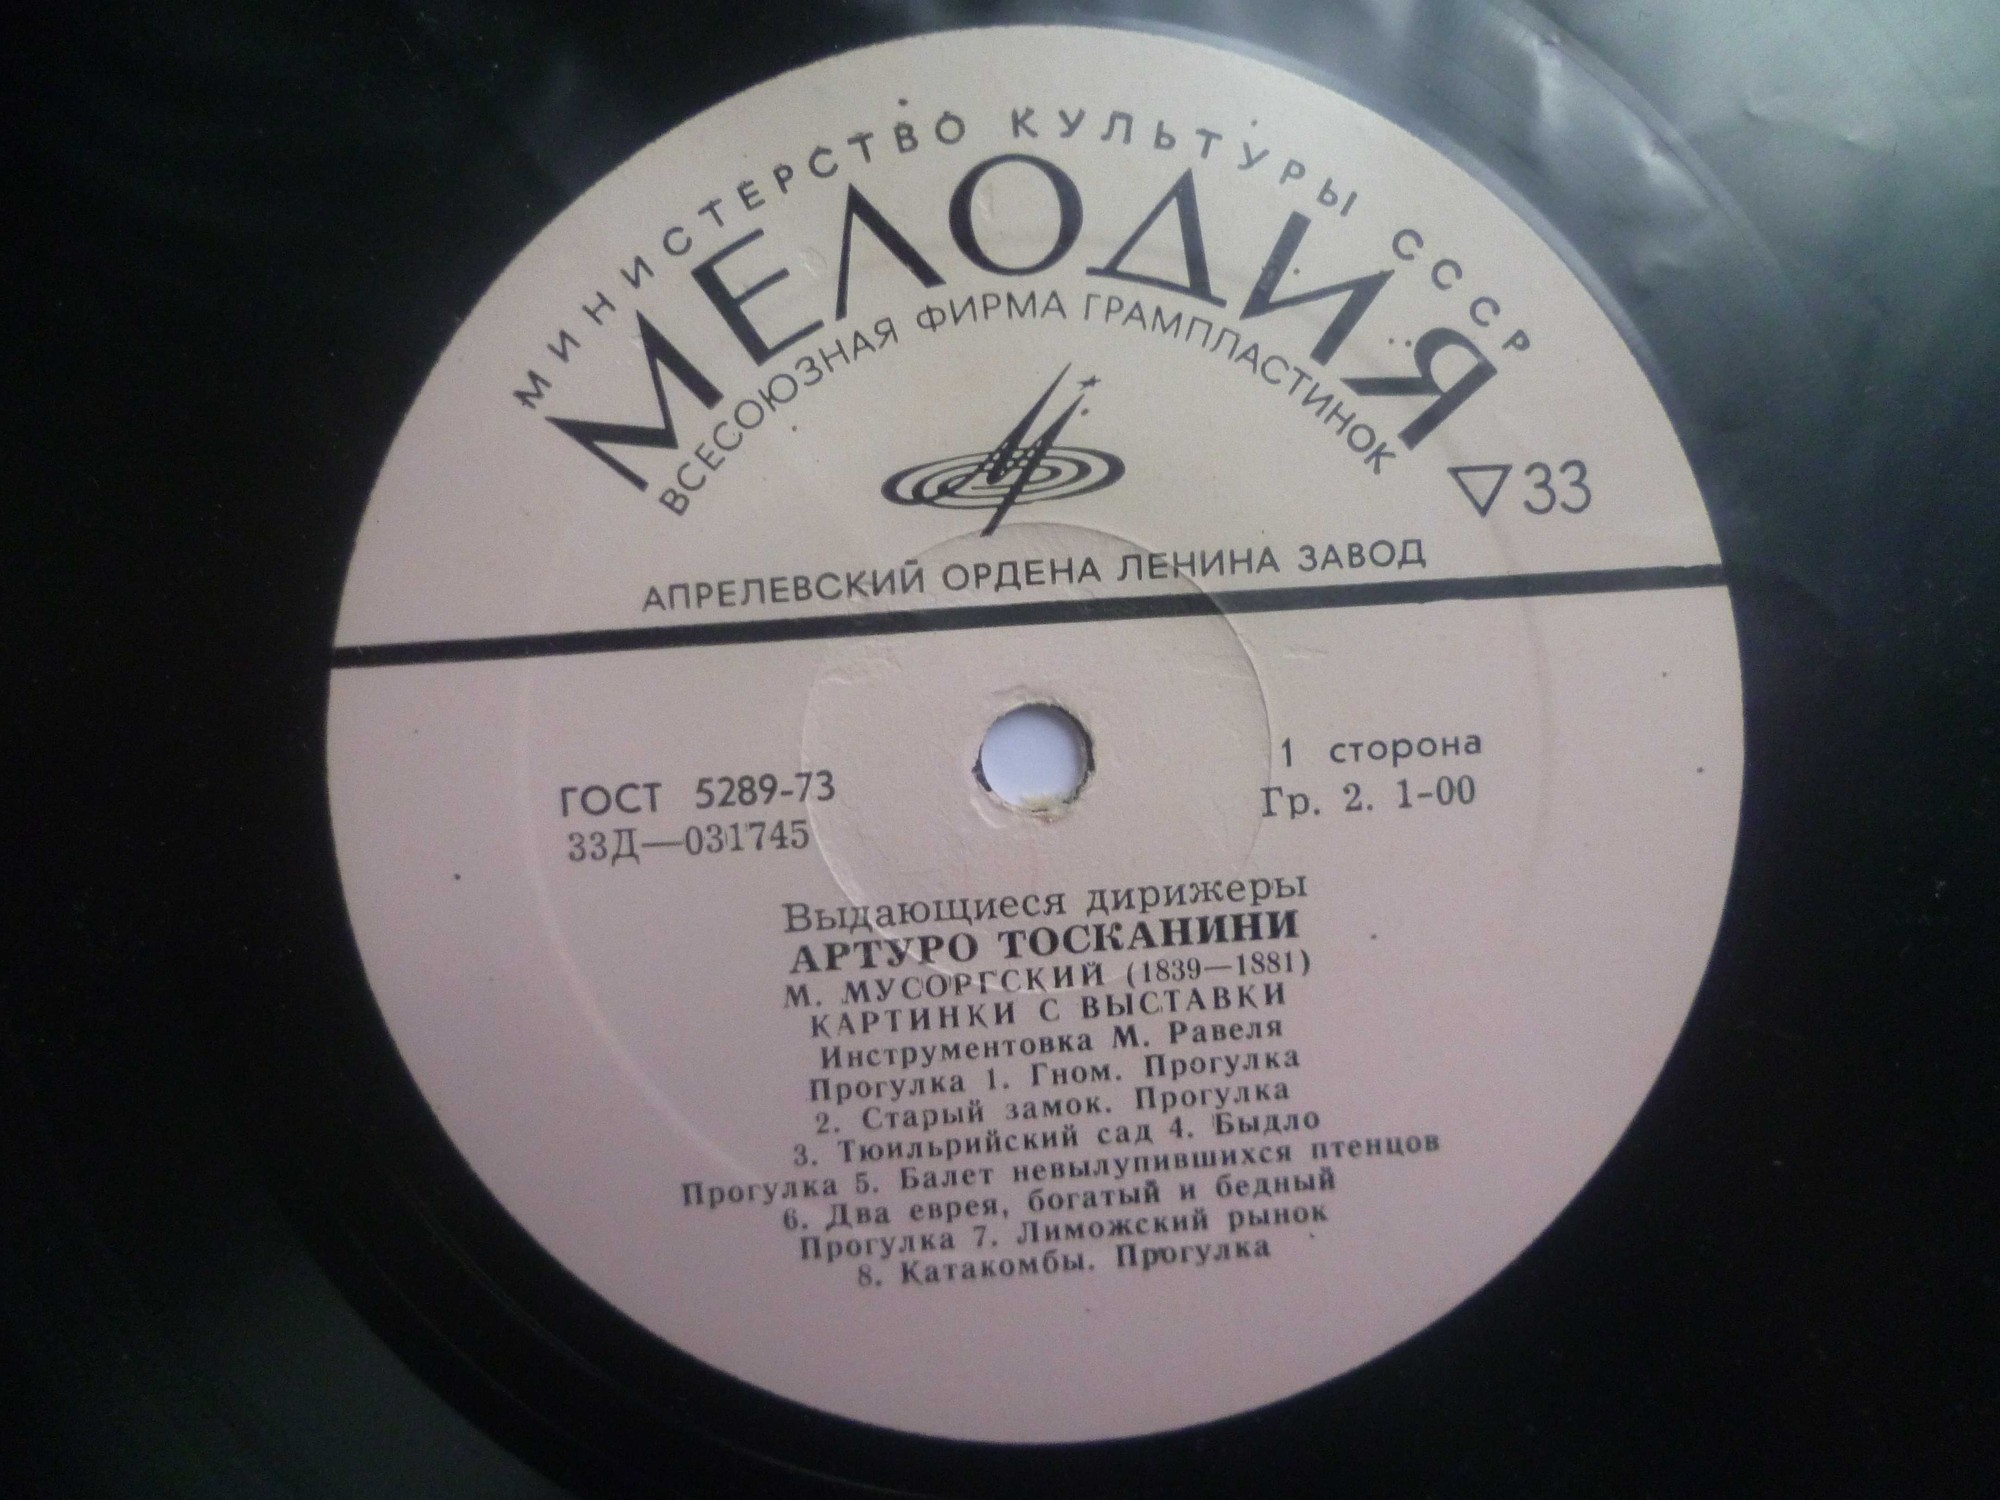 МИНИСТЕРСТВО КУЛЬТУРЫ СССР
МЕЛОДИЯ
ВСЕСОЮЗНАЯ ФИРМА ГРАМПЛАСТИНОК
▽33
АПРЕЛЕВСКИЙ ОРДЕНА ЛЕНИНА ЗАВОД
ГОСТ 5289-73
33Д—031745
1 сторона
Гр. 2. 1-00
Выдающиеся дирижеры
АРТУРО ТОСКАНИНИ
М. МУСОРГСКИЙ (1839—1881)
КАРТИНКИ С ВЫСТАВКИ
Инструментовка М. Равеля
Прогулка 1. Гном. Прогулка
2. Старый замок. Прогулка
3. Тюильрийский сад 4. Быдло
Прогулка 5. Балет невылупившихся птенцов
6. Два еврея, богатый и бедный
Прогулка 7. Лиможский рынок
8. Катакомбы. Прогулка